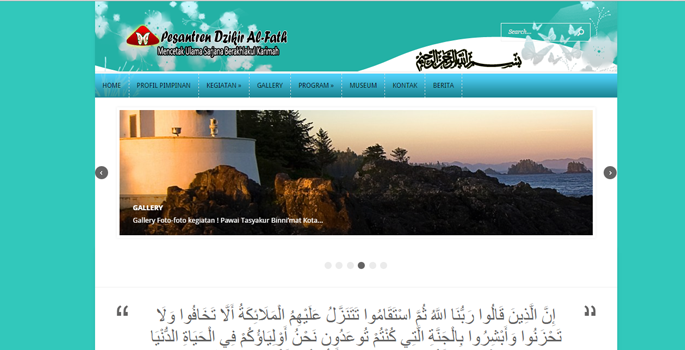 Pesantren Dzikir Al-Fath
Mencetak Ulama Sarjana Berakhlakul Karimah
Search...
بسم الله الرحمن الرحيم
HOME PROFIL PIMPINAN KEGIATAN » GALLERY PROGRAM » MUSEUM KONTAK BERITA
GALLERY
Gallery Foto-foto kegiatan ! Pawai Tasyakur Binni'mat Kota...
“ إِنَّ الَّذِينَ قَالُوا رَبُّنَا اللَّهُ ثُمَّ اسْتَقَامُوا تَتَنَزَّلُ عَلَيْهِمُ الْمَلَائِكَةُ أَلَّا تَخَافُوا وَلَا ”
تَحْزَنُوا وَأَبْشِرُوا بِالْجَنَّةِ الَّتِي كُنْتُمْ تُوعَدُونَ نَحْنُ أَوْلِيَاؤُكُمْ فِي الْحَيَاةِ الدُّنْيَا